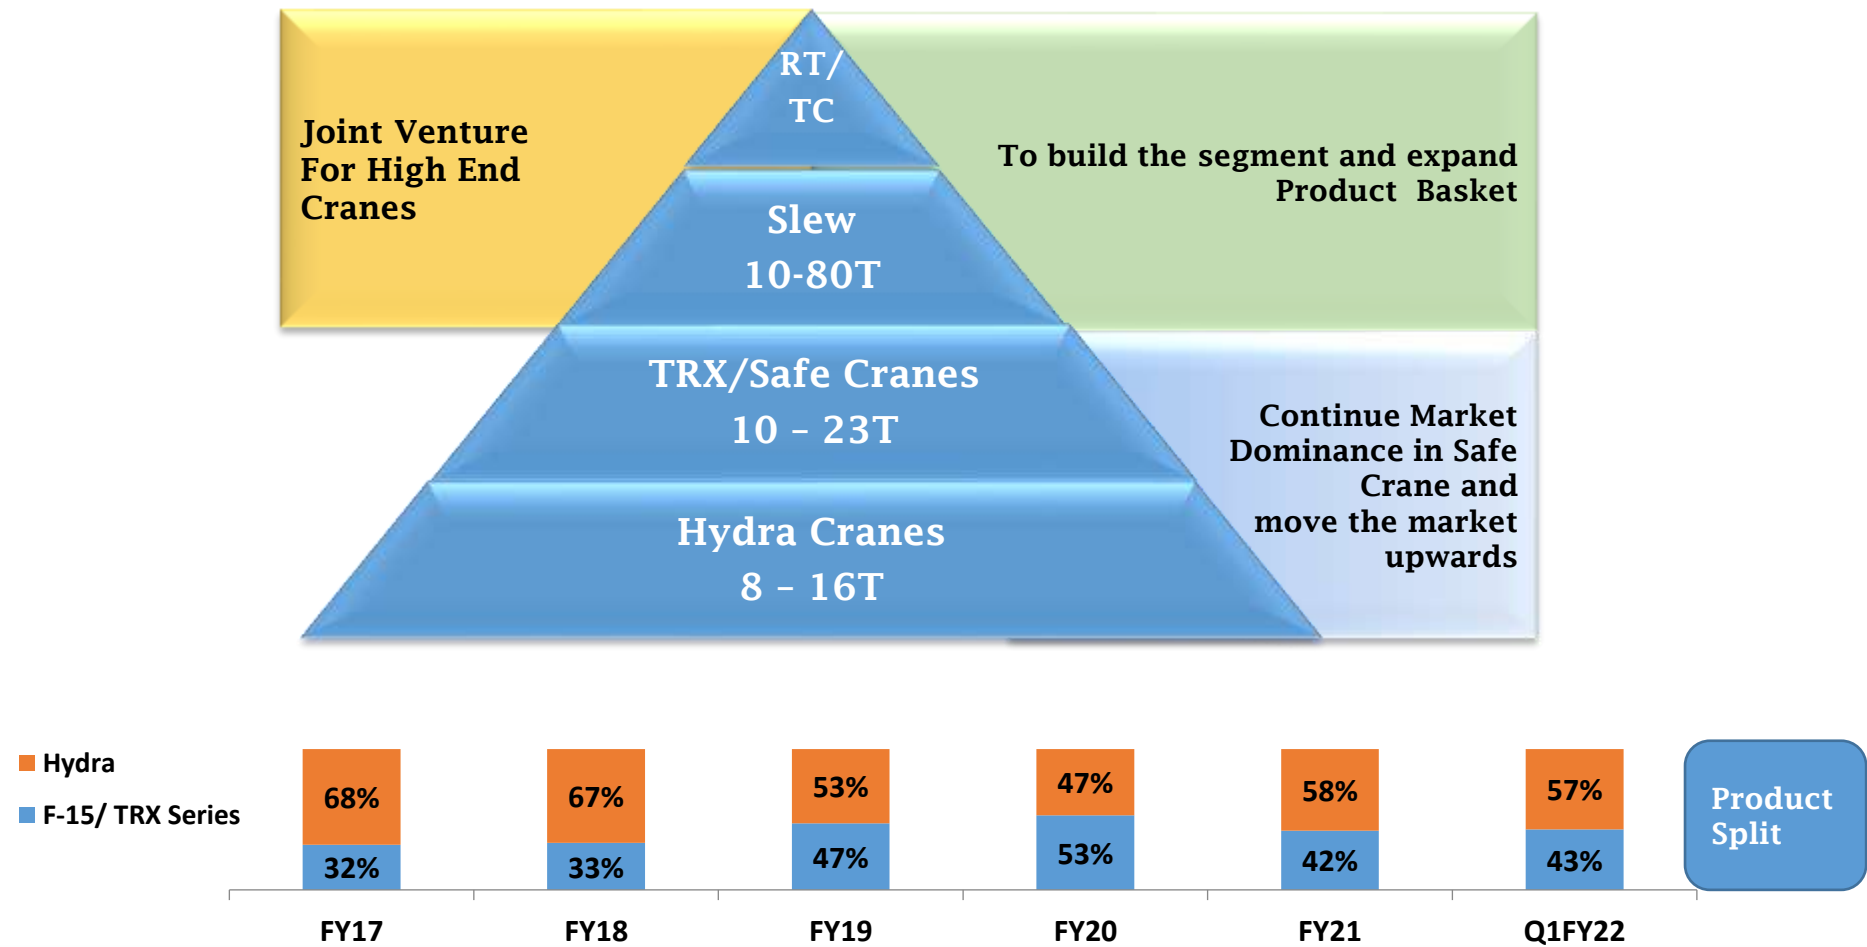 RT/
TC
Joint Venture
For High End
Cranes
To build the segment and expand
Product Basket
Slew
10-80T
TRX/Safe Cranes
10 – 23T
Continue Market
Dominance in Safe
Crane and
move the market
upwards
Hydra Cranes
8 – 16T
Hydra
F-15/ TRX Series
68% 67% 53% 47% 58% 57%
32% 33% 47% 53% 42% 43%
FY17 FY18 FY19 FY20 FY21 Q1FY22
Product
Split